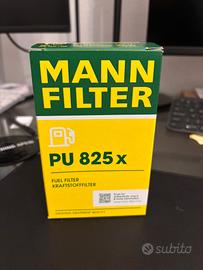 MANN
FILTER
PU 825 x
FUEL FILTER
KRAFTSTOFFFILTER
subito